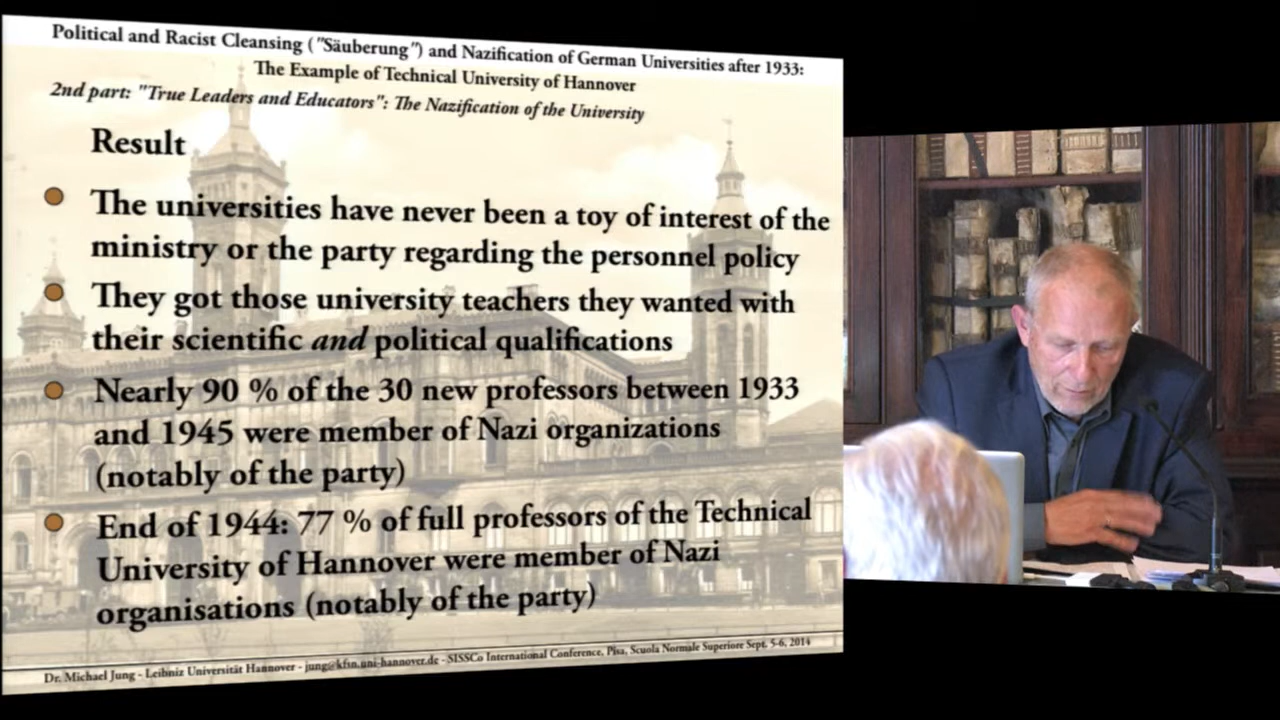 Political and Racist Cleansing ("Säuberung") and Nazification of German Universities after 1933:
The Example of Technical University of Hannover
2nd part: "True Leaders and Educators": The Nazification of the University
Result
The universities have never been a toy of interest of the
ministry or the party regarding the personnel policy
They got those university teachers they wanted with
their scientific and political qualifications
Nearly 90 % of the 30 new professors between 1933
and 1945 were member of Nazi organizations
(notably of the party)
End of 1944: 77 % of full professors of the Technical
University of Hannover were member of Nazi
organisations (notably of the party)
Dr. Michael Jung - Leibniz Universität Hannover - jung@kfsn.uni-hannover.de - SISSCo International Conference, Pisa, Scuola Normale Superiore Sept. 5-6, 2014